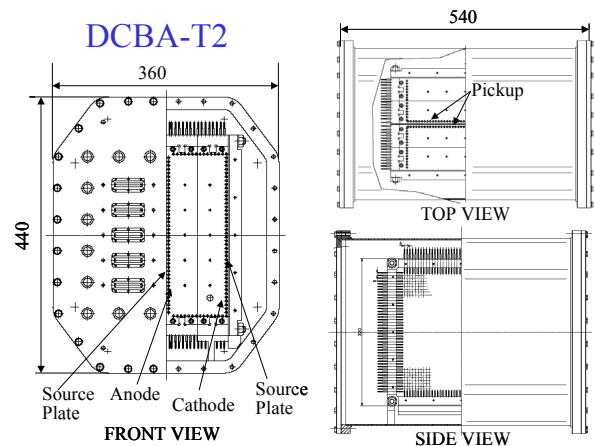 DCBA-T2
360
440
Source
Plate
Anode
Cathode
Source
Plate
FRONT VIEW
540
Pickup
TOP VIEW
SIDE VIEW